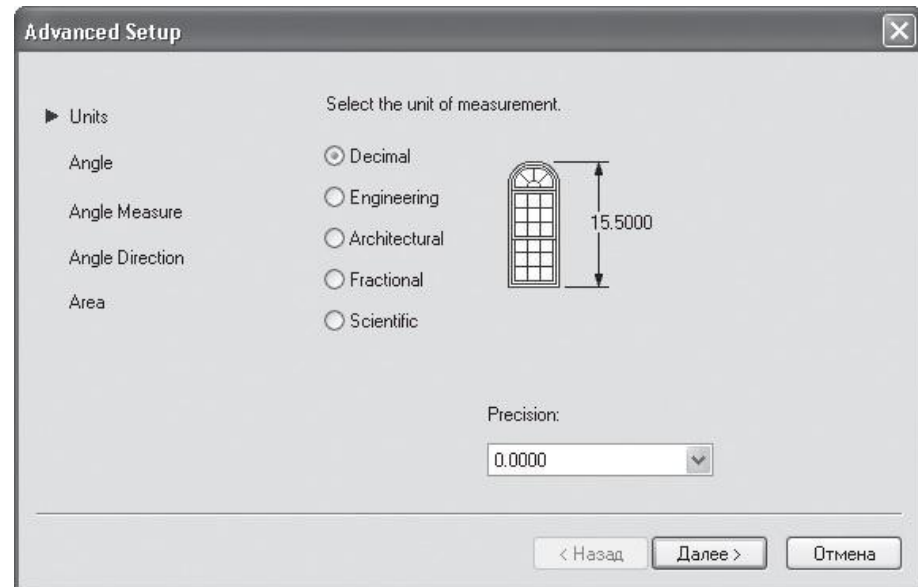 Advanced Setup
Units
Angle
Angle Measure
Angle Direction
Area
Select the unit of measurement.
Decimal
Engineering
Architectural
Fractional
Scientific
15.5000
Precision:
0.0000
< Назад
Далее >
Отмена